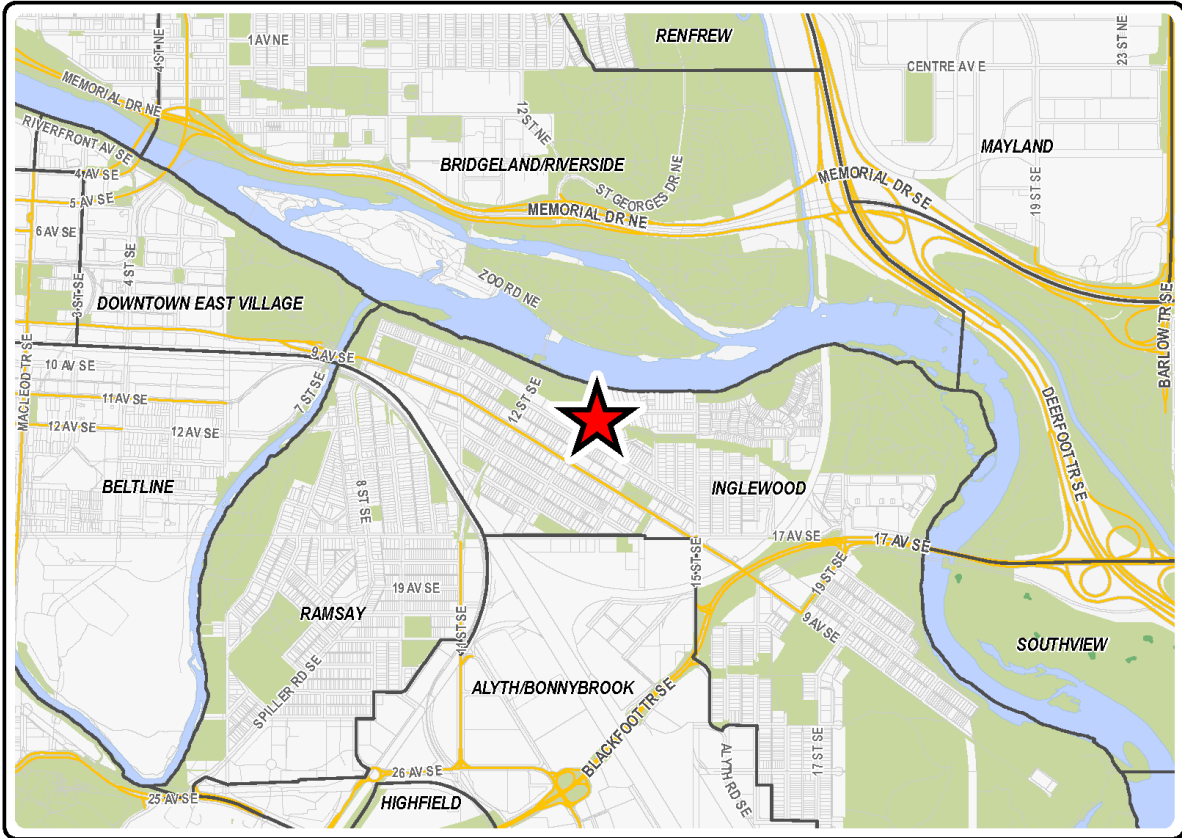 RENFREW
1 AV NE
4 ST NE
23 ST NE
CENTRE AV E
MEMORIAL DR NE
12 ST NE
MAYLAND
RIVERFRONT AV SE
BRIDGELAND/RIVERSIDE
4 AV SE
ST GEORGES DR NE
MEMORIAL DR SE
19 ST SE
5 AV SE
MEMORIAL DR NE
6 AV SE
4 ST SE
3 ST SE
ZOO RD NE
DOWNTOWN EAST VILLAGE
BARLOW TR SE
MACLEOD TR SE
9 AV SE
10 AV SE
7 ST SE
12 ST SE
DEERFOOT TR SE
11 AV SE
12 AV SE
12 AV SE
BELTLINE
8 ST SE
INGLEWOOD
17 AV SE
17 AV SE
15 ST SE
19 ST SE
19 AV SE
RAMSAY
11 ST SE
9 AV SE
SOUTHVIEW
SPILLER RD SE
ALYTH/BONNYBROOK
BLACKFOOT TR SE
ALYTH RD SE
17 ST SE
26 AV SE
25 AV SE
HIGHFIELD